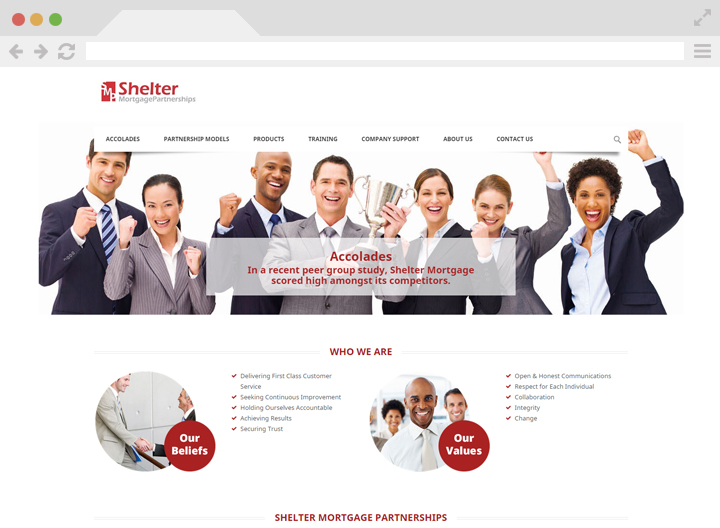 SMP
Shelter
MortgagePartnerships
ACCOLADES PARTNERSHIP MODELS PRODUCTS TRAINING COMPANY SUPPORT ABOUT US CONTACT US
Accolades
In a recent peer group study, Shelter Mortgage
scored high amongst its competitors.
WHO WE ARE
Our
Beliefs
Delivering First Class Customer
Service
Seeking Continuous Improvement
Holding Ourselves Accountable
Achieving Results
Securing Trust
Our
Values
Open & Honest Communications
Respect for Each Individual
Collaboration
Integrity
Change
SHELTER MORTGAGE PARTNERSHIPS